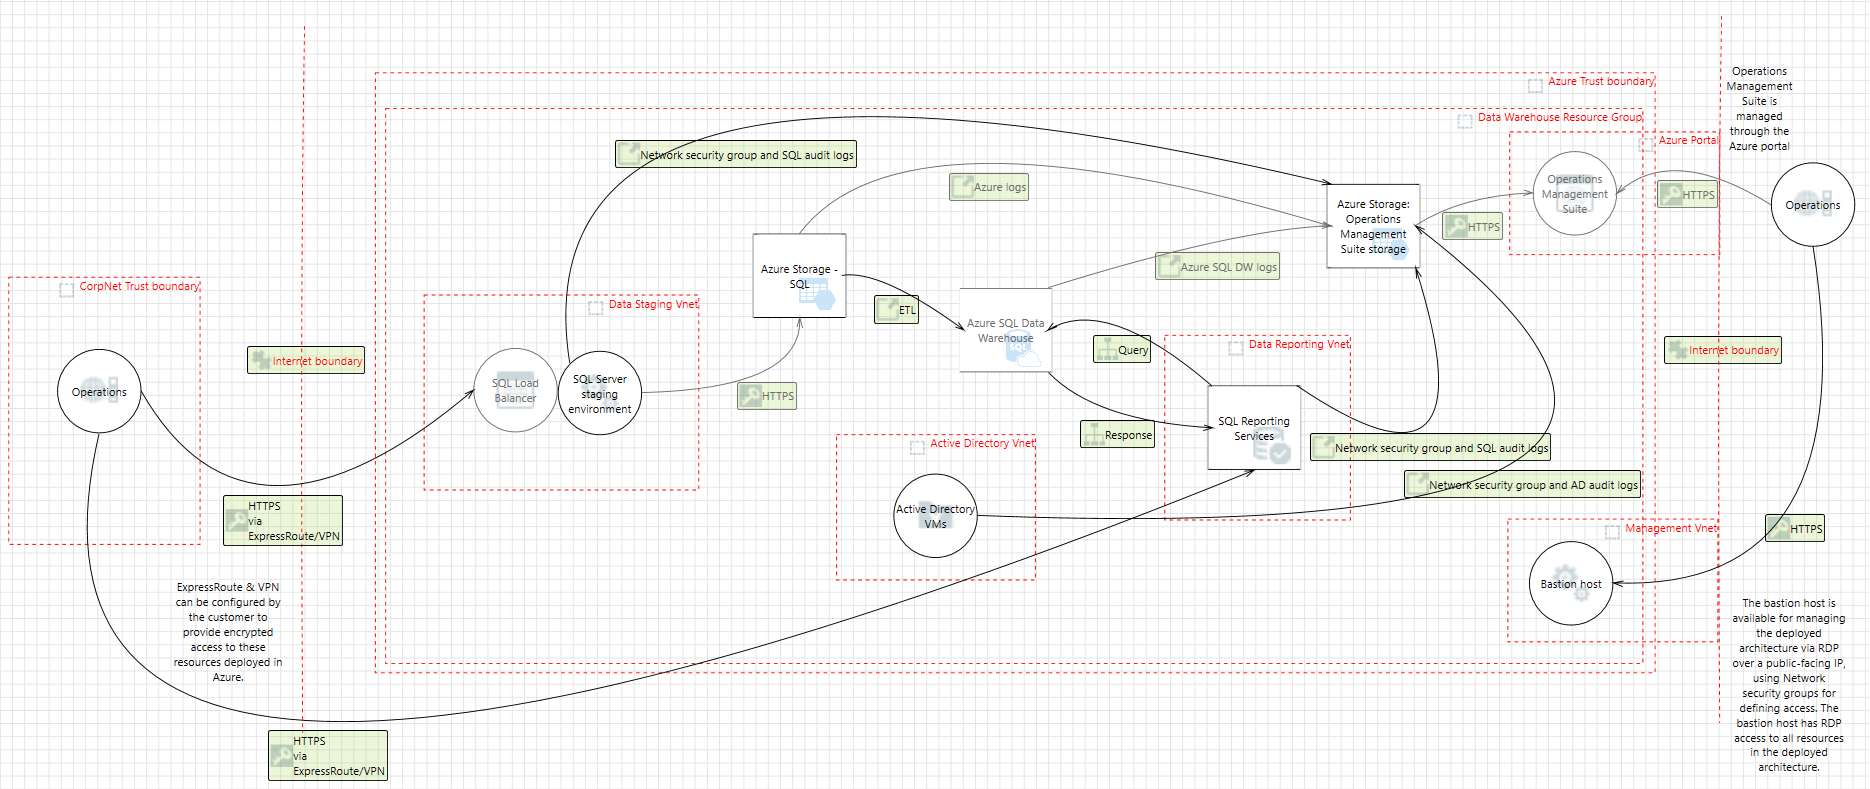 Operations
Management
Suite is
managed
through the
Azure portal
Azure Trust boundary
Data Warehouse Resource Group
Azure Portal
Network security group and SQL audit logs
Azure logs
Operations
Management
Suite
HTTPS
Operations
Azure Storage:
Operations
Management
Suite storage
HTTPS
Azure Storage -
SQL
Azure SQL DW logs
CorpNet Trust boundary
Data Staging Vnet
ETL
Azure SQL Data
Warehouse
Query
Data Reporting Vnet
Internet boundary
Internet boundary
Operations
SQL Load
Balancer
SQL Server
staging
environment
HTTPS
SQL Reporting
Services
Response
Active Directory Vnet
Network security group and SQL audit logs
Network security group and AD audit logs
HTTPS
via
ExpressRoute/VPN
Active Directory
VMs
Management Vnet
HTTPS
Bastion host
ExpressRoute & VPN
can be configured by
the customer to
provide encrypted
access to these
resources deployed in
Azure.
The bastion host is
available for managing
the deployed
architecture via RDP
over a public-facing IP,
using Network
security groups for
defining access. The
bastion host has RDP
access to all resources
in the deployed
architecture.
HTTPS
via
ExpressRoute/VPN
SQL